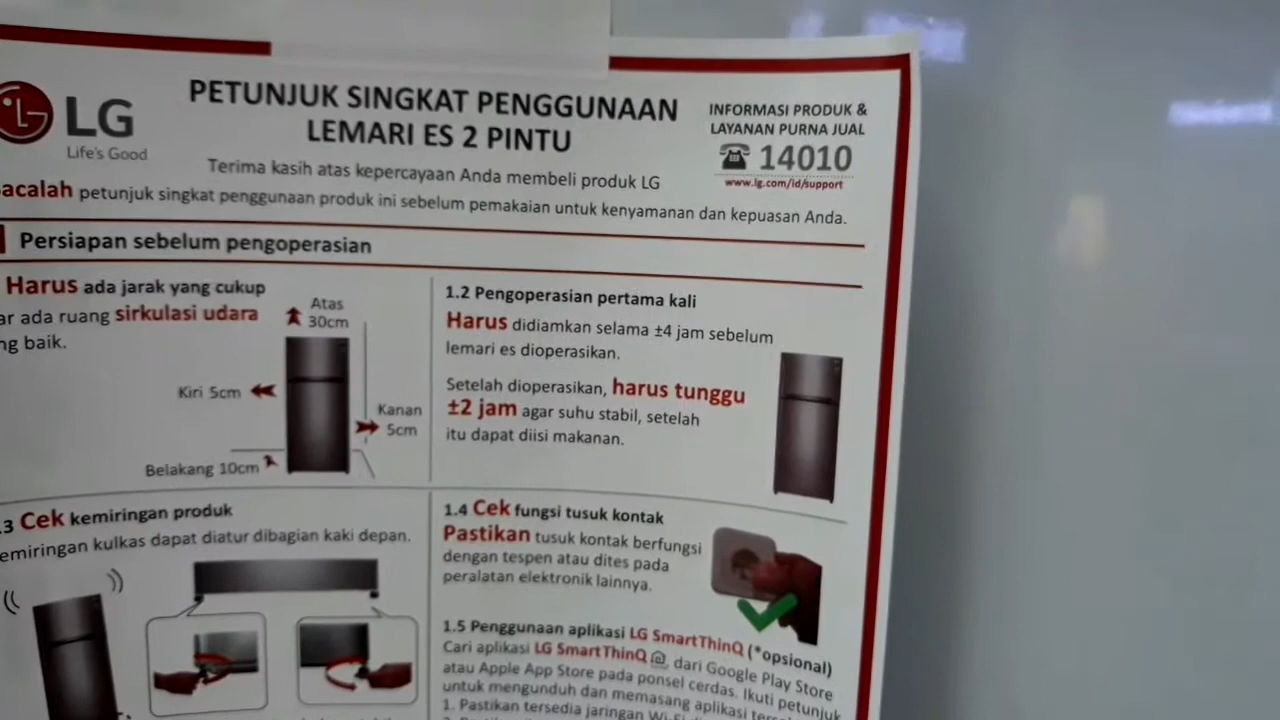 LG
Life's Good
PETUNJUK SINGKAT PENGGUNAAN
LEMARI ES 2 PINTU
INFORMASI PRODUK &
LAYANAN PURNA JUAL
14010
www.lg.com/id/support
Terima kasih atas kepercayaan Anda membeli produk LG
acalah petunjuk singkat penggunaan produk ini sebelum pemakaian untuk kenyamanan dan kepuasan Anda.
Persiapan sebelum pengoperasian
Harus ada jarak yang cukup
ar ada ruang sirkulasi udara
ng baik.
Atas
30cm
Kiri 5cm
Kanan
5cm
Belakang 10cm
1.2 Pengoperasian pertama kali
Harus didiamkan selama ±4 jam sebelum
lemari es dioperasikan.
Setelah dioperasikan, harus tunggu
±2 jam agar suhu stabil, setelah
itu dapat diisi makanan.
.3 Cek kemiringan produk
emiringan kulkas dapat diatur dibagian kaki depan.
1.4 Cek fungsi tusuk kontak
Pastikan tusuk kontak berfungsi
dengan tespen atau dites pada
peralatan elektronik lainnya.
1.5 Penggunaan aplikasi LG SmartThinQ (*opsional)
Cari aplikasi LG SmartThinQ, dari Google Play Store
atau Apple App Store pada ponsel cerdas. Ikuti petunjuk
untuk mengunduh dan memasang aplikasi
1. Pastikan tersedia jaringan